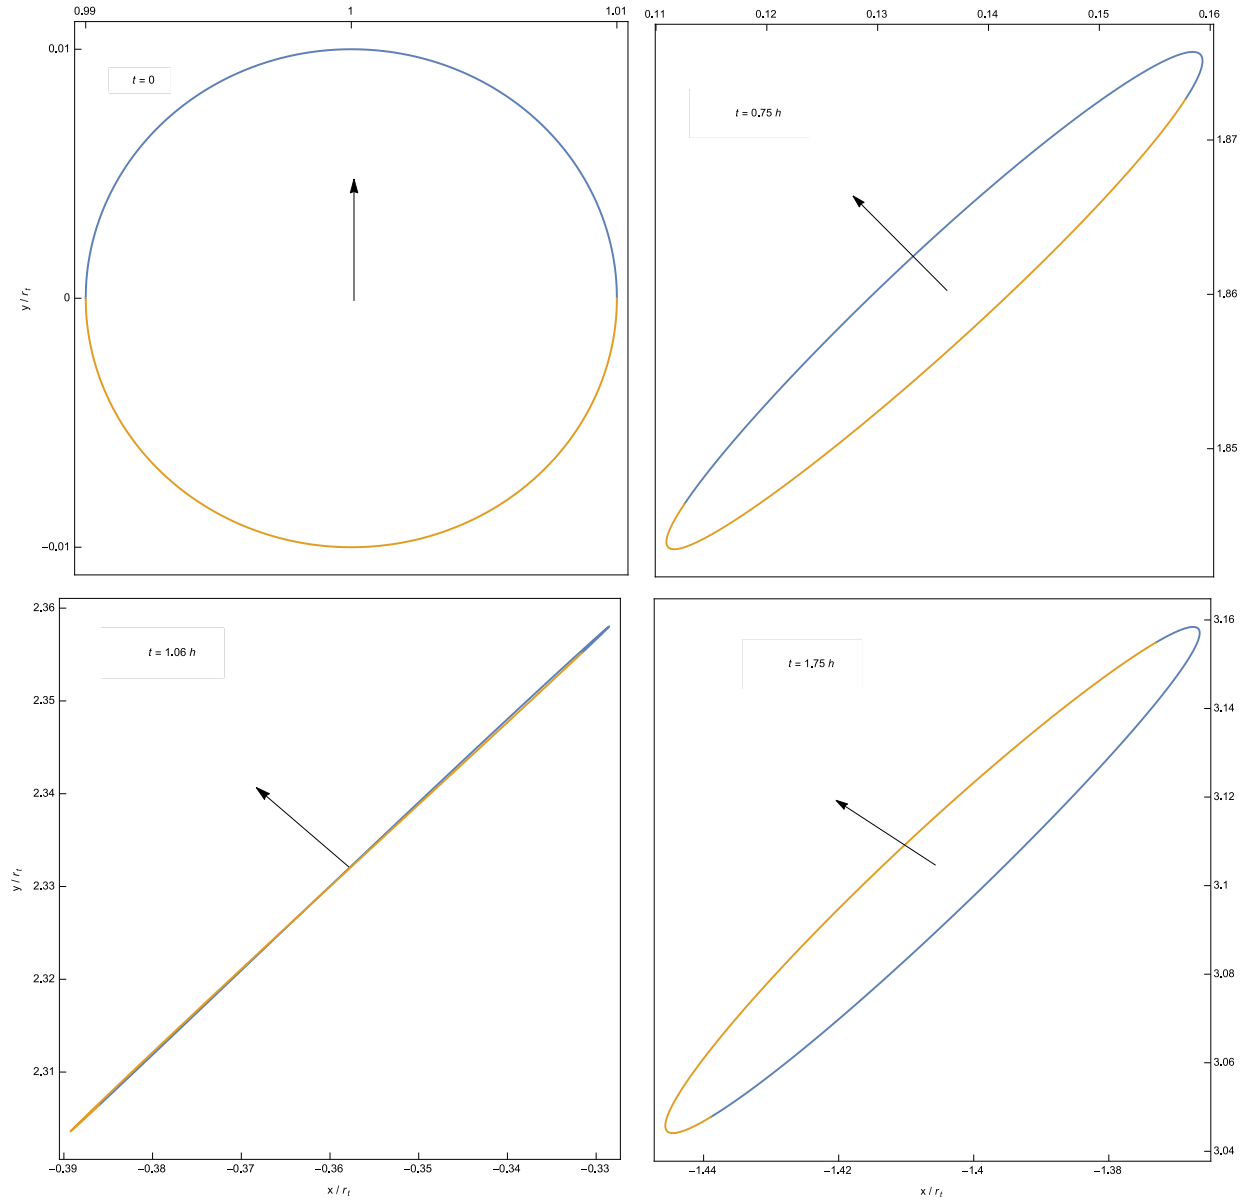 0.99 1 1.01
0.01
t = 0
0
y / r_t
−0.01
0.11 0.12 0.13 0.14 0.15 0.16
t = 0.75 h
1.87
1.86
1.85
2.36
t = 1.06 h
2.35
2.34
2.33
y / r_t
2.32
2.31
−0.39 −0.38 −0.37 −0.36 −0.35 −0.34 −0.33
x / r_t
3.16
t = 1.75 h
3.14
3.12
3.1
3.08
3.06
3.04
−1.44 −1.42 −1.4 −1.38
x / r_t